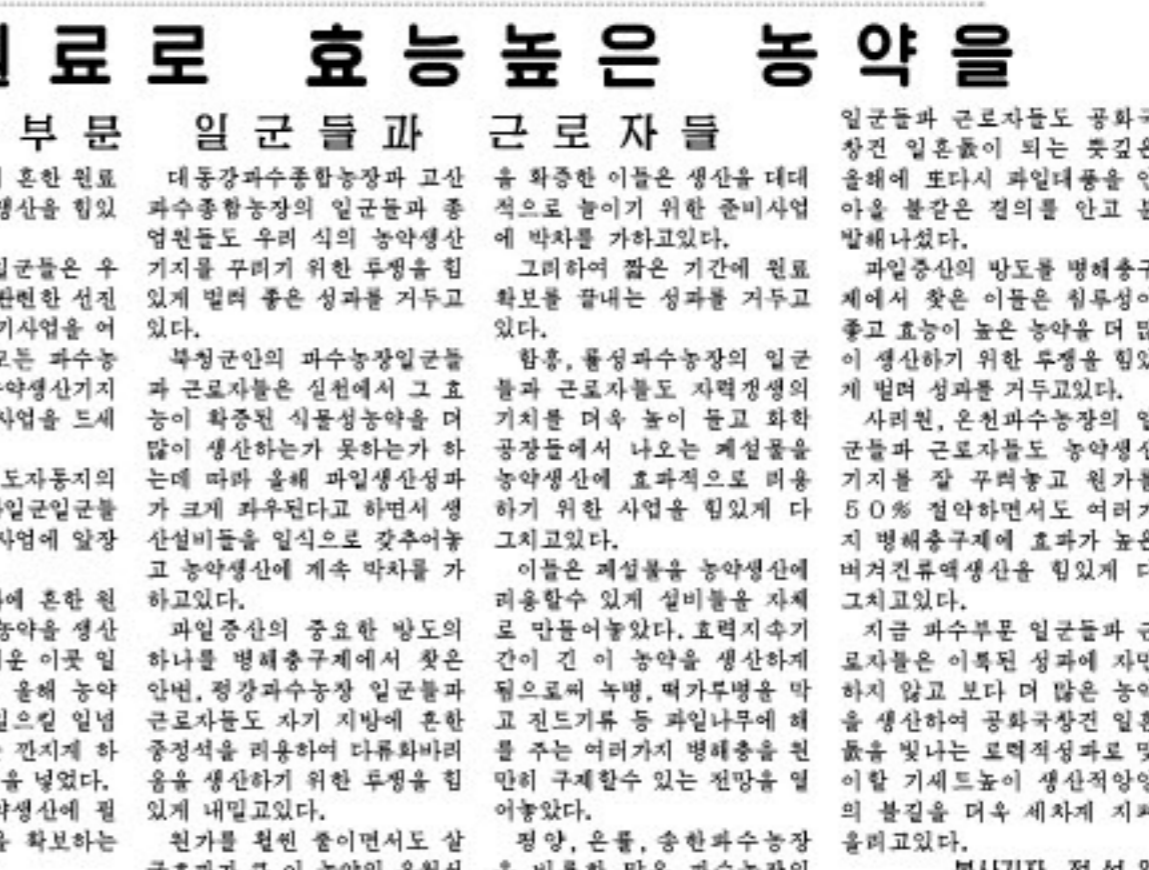 원료로 효능높은 농약을
부문 일군들과 근로자들
흔한 원료
생산을 힘있
일군들은 우
관련한 선진
기사업을 여
모든 과수농
약생산기지
사업을 드세
도자동지의
일군일군들
사업에 앞장
에 흔한 원
농약을 생산
이곳 일
올해 농약
일으킬 일념
깐지게 하
을 넣었다.
약생산에 필
확보하는
대동강과수종합농장과 고산
과수종합농장의 일군들과 종
업원들도 우리 식의 농약생산
기지를 꾸리기 위한 투쟁을 힘
있게 벌려 좋은 성과를 거두고
있다.
북청군안의 과수농장일군들
과 근로자들은 실천에서 그 효
능이 확증된 식물성농약을 더
많이 생산하는가 못하는가 하
는데 따라 올해 과일생산성과
가 크게 좌우된다고 하면서 생
산설비들을 일식으로 갖추어놓
고 농약생산에 계속 박차를 가
하고있다.
과일증산의 중요한 방도의
하나를 병해충구제에서 찾은
안변, 평강과수농장 일군들과
근로자들도 자기 지방에 흔한
중정석을 리용하여 다류화바리
움을 생산하기 위한 투쟁을 힘
있게 내밀고있다.
원가를 훨씬 줄이면서도 살
을 확증한 이들은 생산을 대대
적으로 늘이기 위한 준비사업
에 박차를 가하고있다.
그리하여 짧은 기간에 원료
확보를 끝내는 성과를 거두고
있다.
함흥, 룡성과수농장의 일군
들과 근로자들도 자력갱생의
기치를 더욱 높이 들고 화학
공장들에서 나오는 페설물을
농약생산에 효과적으로 리용
하기 위한 사업을 힘있게 다
그치고있다.
이들은 페설물을 농약생산에
리용할수 있게 설비들을 자체
로 만들어놓았다. 효력지속기
간이 긴 이 농약을 생산하게
됨으로써 녹병, 떡가루병을 막
고 진드기류 등 과일나무에 해
를 주는 여러가지 병해충을 원
만히 구제할수 있는 전망을 열
어놓았다.
평양, 은률, 송한과수농장
일군들과 근로자들도 공화국
창건 일흔돐이 되는 뜻깊은
올해에 또다시 과일대풍을 안
아올 불같은 결의를 안고 분
발해나섰다.
과일증산의 방도를 병해충구
제에서 찾은 이들은 침투성이
좋고 효능이 높은 농약을 더 많
이 생산하기 위한 투쟁을 힘있
게 벌려 성과를 거두고있다.
사리원, 온천과수농장의 일
군들과 근로자들도 농약생산
기지를 잘 꾸려놓고 원가를
50% 절약하면서도 여러가
지 병해충구제에 효과가 높은
버겨진류액생산을 힘있게 다
그치고있다.
지금 과수부문 일군들과 근
로자들은 이룩된 성과에 자만
하지 않고 보다 더 많은 농약
을 생산하여 공화국창건 일흔
돐을 빛나는 로력적성과로 맞
이할 기세드높이 생산적앙양
의 불길을 더욱 세차게 지펴
올리고있다.